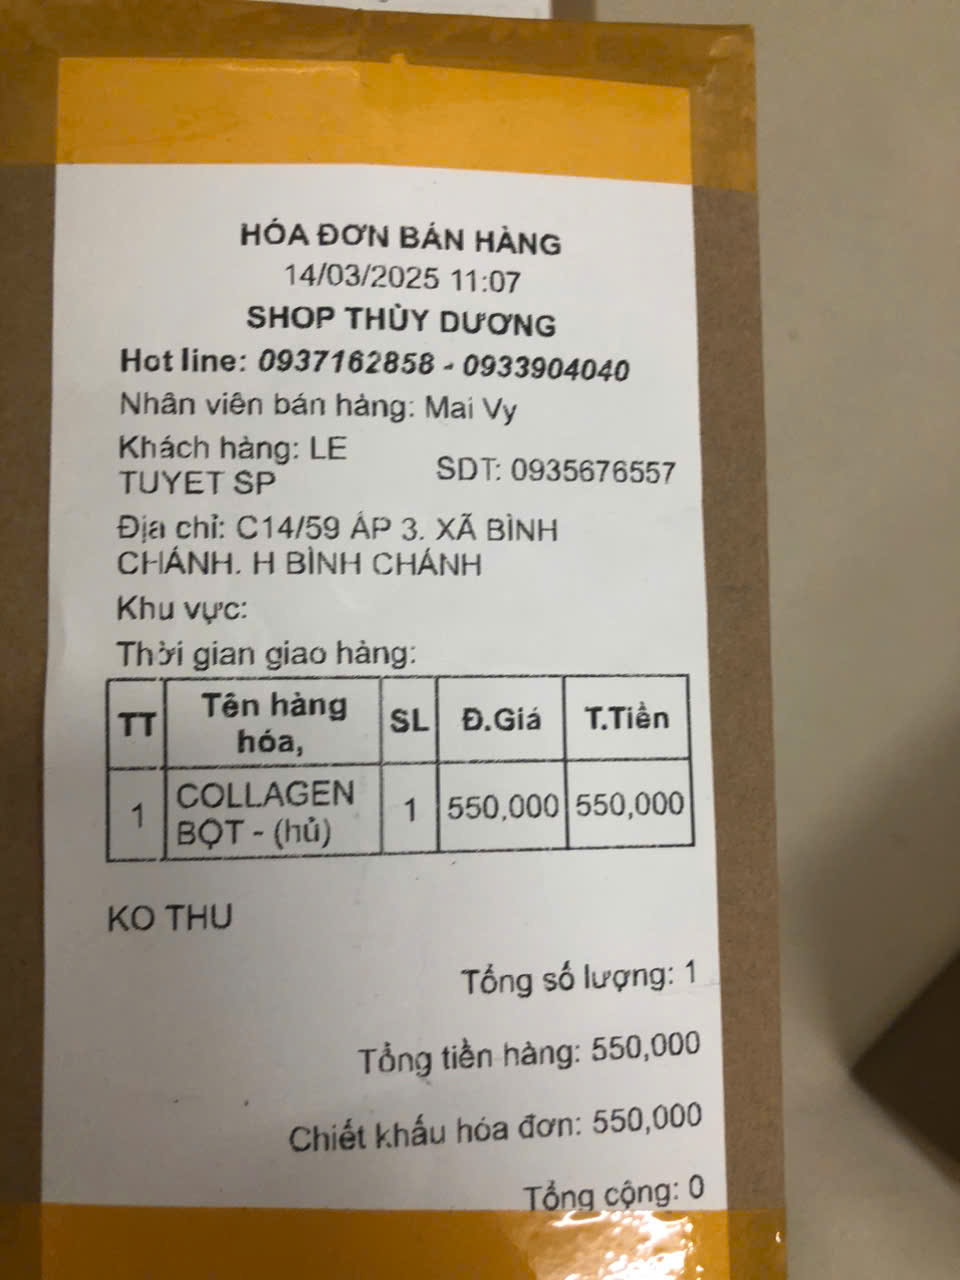 HÓA ĐƠN BÁN HÀNG
14/03/2025 11:07
SHOP THÙY DƯƠNG
Hot line: 0937162858 - 0933904040
Nhân viên bán hàng: Mai Vy
Khách hàng: LE TUYET SP SDT: 0935676557
Địa chỉ: C14/59 ÁP 3. XÃ BÌNH
CHÁNH. H BÌNH CHÁNH
Khu vực:
Thời gian giao hàng:
TT Tên hàng hóa, SL Đ.Giá T.Tiền
1 COLLAGEN BỘT - (hủ) 1 550,000 550,000
KO THU
Tổng số lượng: 1
Tổng tiền hàng: 550,000
Chiết khấu hóa đơn: 550,000
Tổng cộng: 0